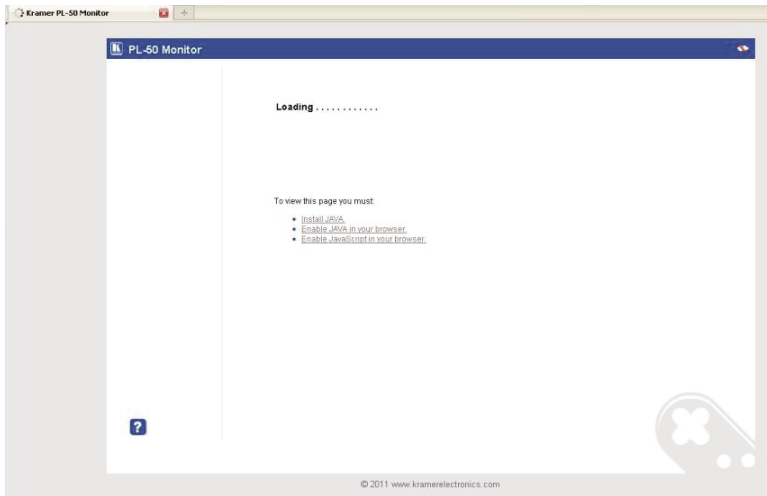 Kramer PL-50 Monitor
PL-50 Monitor
Loading . . . . . . . . . . . .
To view this page you must:
• Install JAVA.
• Enable JAVA in your browser.
• Enable JavaScript in your browser.
?
© 2011 www.kramerelectronics.com